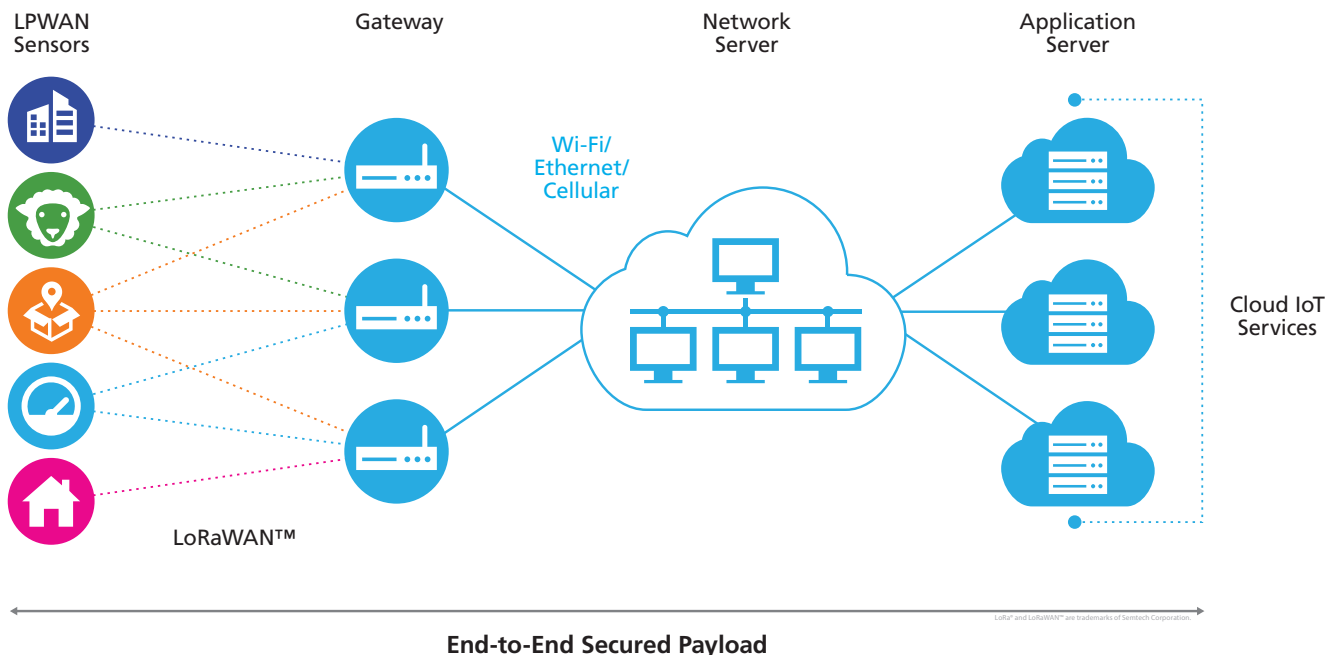 LPWAN
Sensors
Gateway
Network
Server
Application
Server
Wi-Fi/
Ethernet/
Cellular
Cloud IoT
Services
LoRaWAN™
LoRa® and LoRaWAN™ are trademarks of Semtech Corporation.
End-to-End Secured Payload